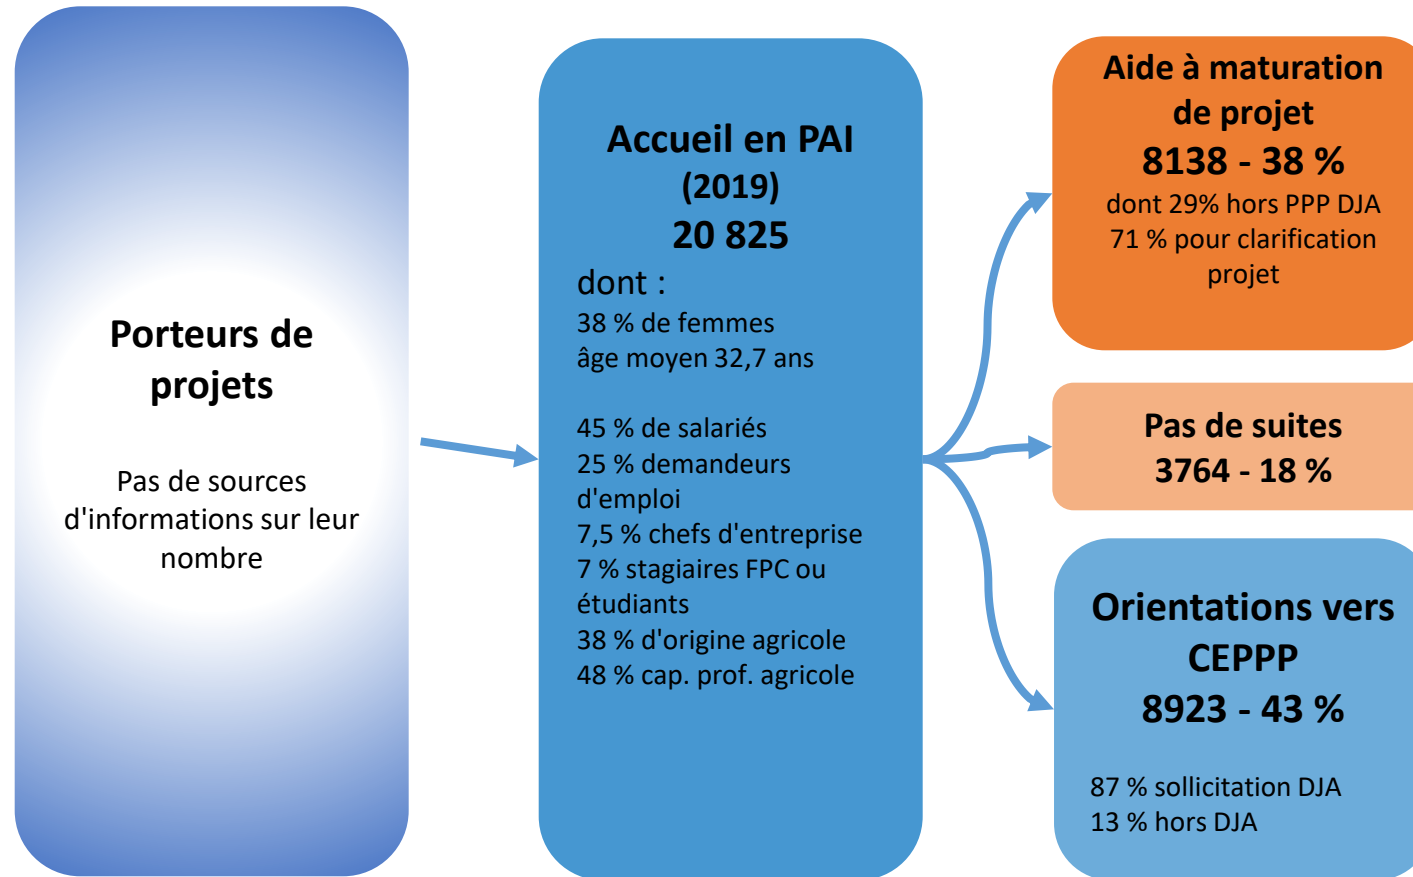 Porteurs de
projets
Pas de sources
d'informations sur leur
nombre
Accueil en PAI
(2019)
20 825
dont :
38 % de femmes
âge moyen 32,7 ans
45 % de salariés
25 % demandeurs
d'emploi
7,5 % chefs d'entreprise
7 % stagiaires FPC ou
étudiants
38 % d'origine agricole
48 % cap. prof. agricole
Aide à maturation
de projet
8138 - 38 %
dont 29% hors PPP DJA
71 % pour clarification
projet
Pas de suites
3764 - 18 %
Orientations vers
CEPPP
8923 - 43 %
87 % sollicitation DJA
13 % hors DJA